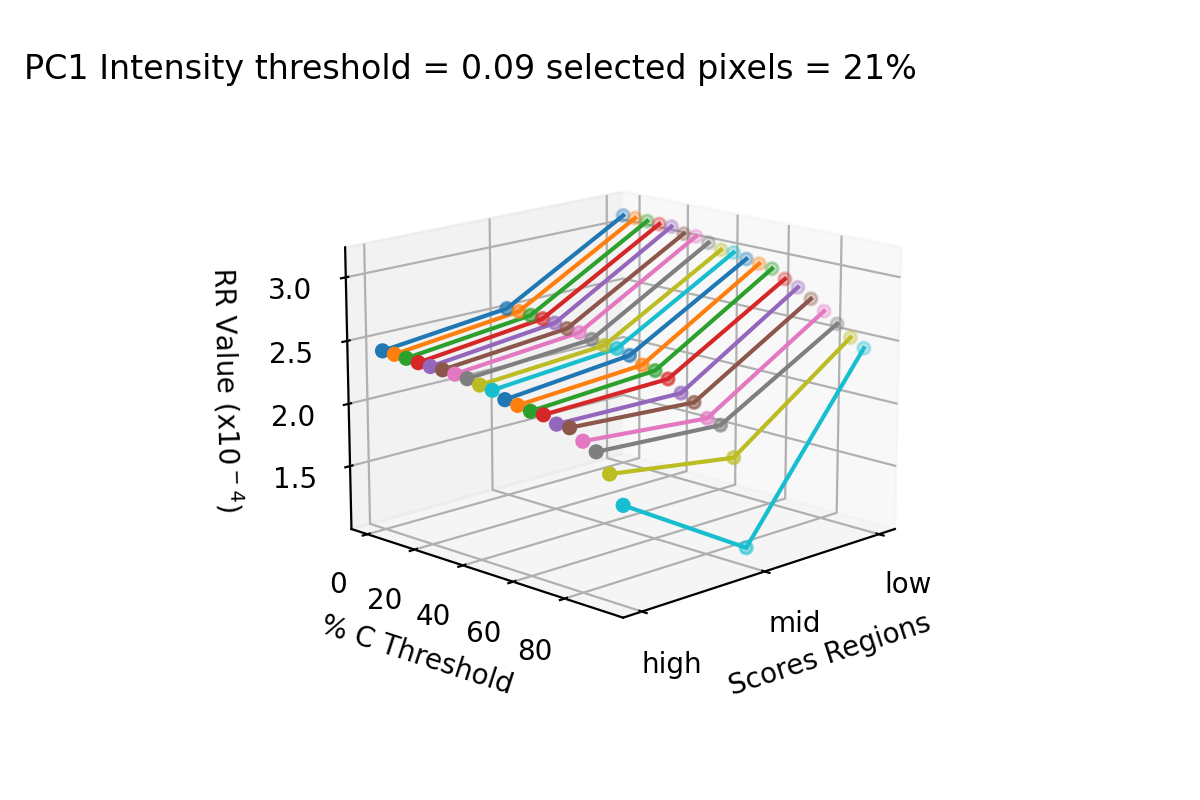 PC1 Intensity threshold = 0.09 selected pixels = 21%
RR Value (x10⁻⁴)
3.0
2.5
2.0
1.5
0
20
40
60
80
% C Threshold
high
mid
low
Scores Regions